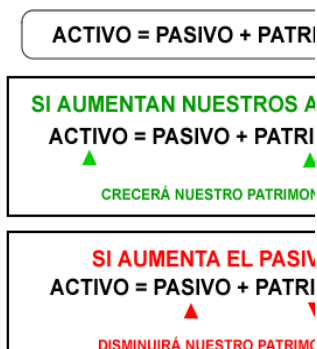 ACTIVO = PASIVO + PATRI
SI AUMENTAN NUESTROS A
ACTIVO = PASIVO + PATRI
CRECERÁ NUESTRO PATRIMON
SI AUMENTA EL PASIV
ACTIVO = PASIVO + PATRI
DISMINUIRÁ NUESTRO PATRIMO